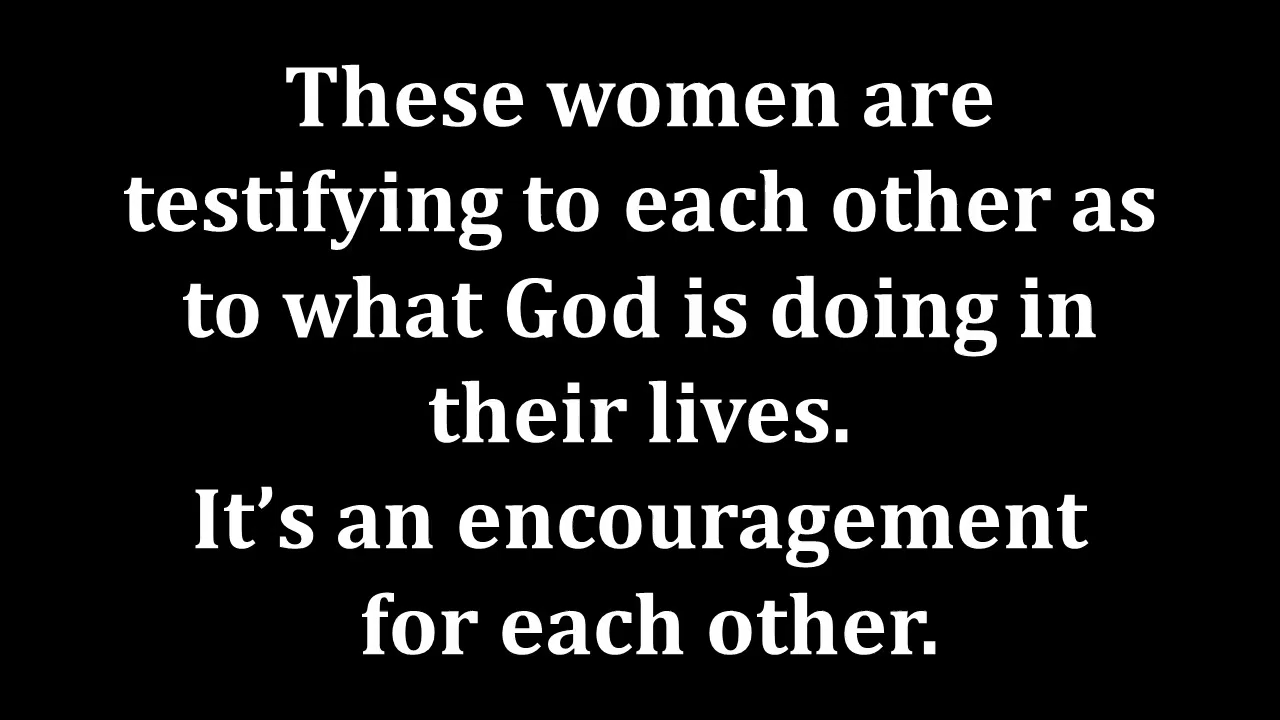 These women are
testifying to each other as
to what God is doing in
their lives.
It’s an encouragement
for each other.